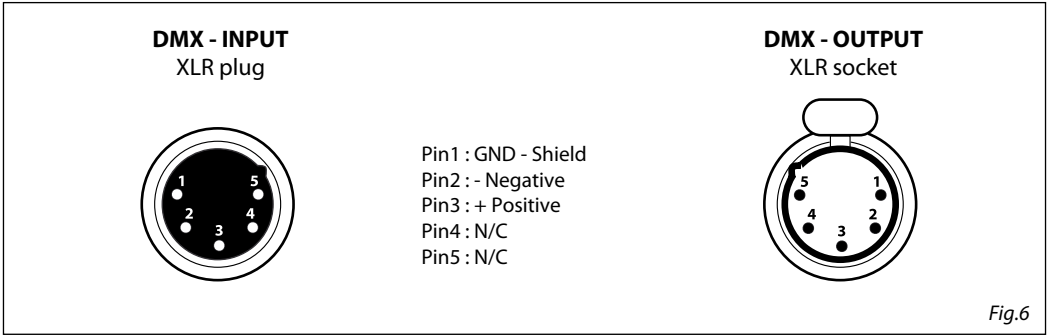 DMX - INPUT
XLR plug
1
5
2
4
3
Pin1 : GND - Shield
Pin2 : - Negative
Pin3 : + Positive
Pin4 : N/C
Pin5 : N/C
DMX - OUTPUT
XLR socket
5
1
4
2
3
Fig.6